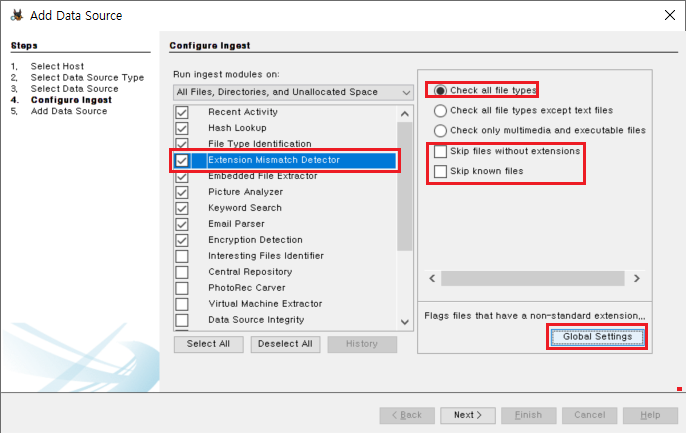 Add Data Source
Steps
1. Select Host
2. Select Data Source Type
3. Select Data Source
4. Configure Ingest
5. Add Data Source
Configure Ingest
Run ingest modules on:
All Files, Directories, and Unallocated Space
Recent Activity
Hash Lookup
File Type Identification
Extension Mismatch Detector
Embedded File Extractor
Picture Analyzer
Keyword Search
Email Parser
Encryption Detection
Interesting Files Identifier
Central Repository
PhotoRec Carver
Virtual Machine Extractor
Data Source Integrity
Select All
Deselect All
History
Check all file types
Check all file types except text files
Check only multimedia and executable files
Skip files without extensions
Skip known files
Flags files that have a non-standard extension...
Global Settings
< Back
Next >
Finish
Cancel
Help